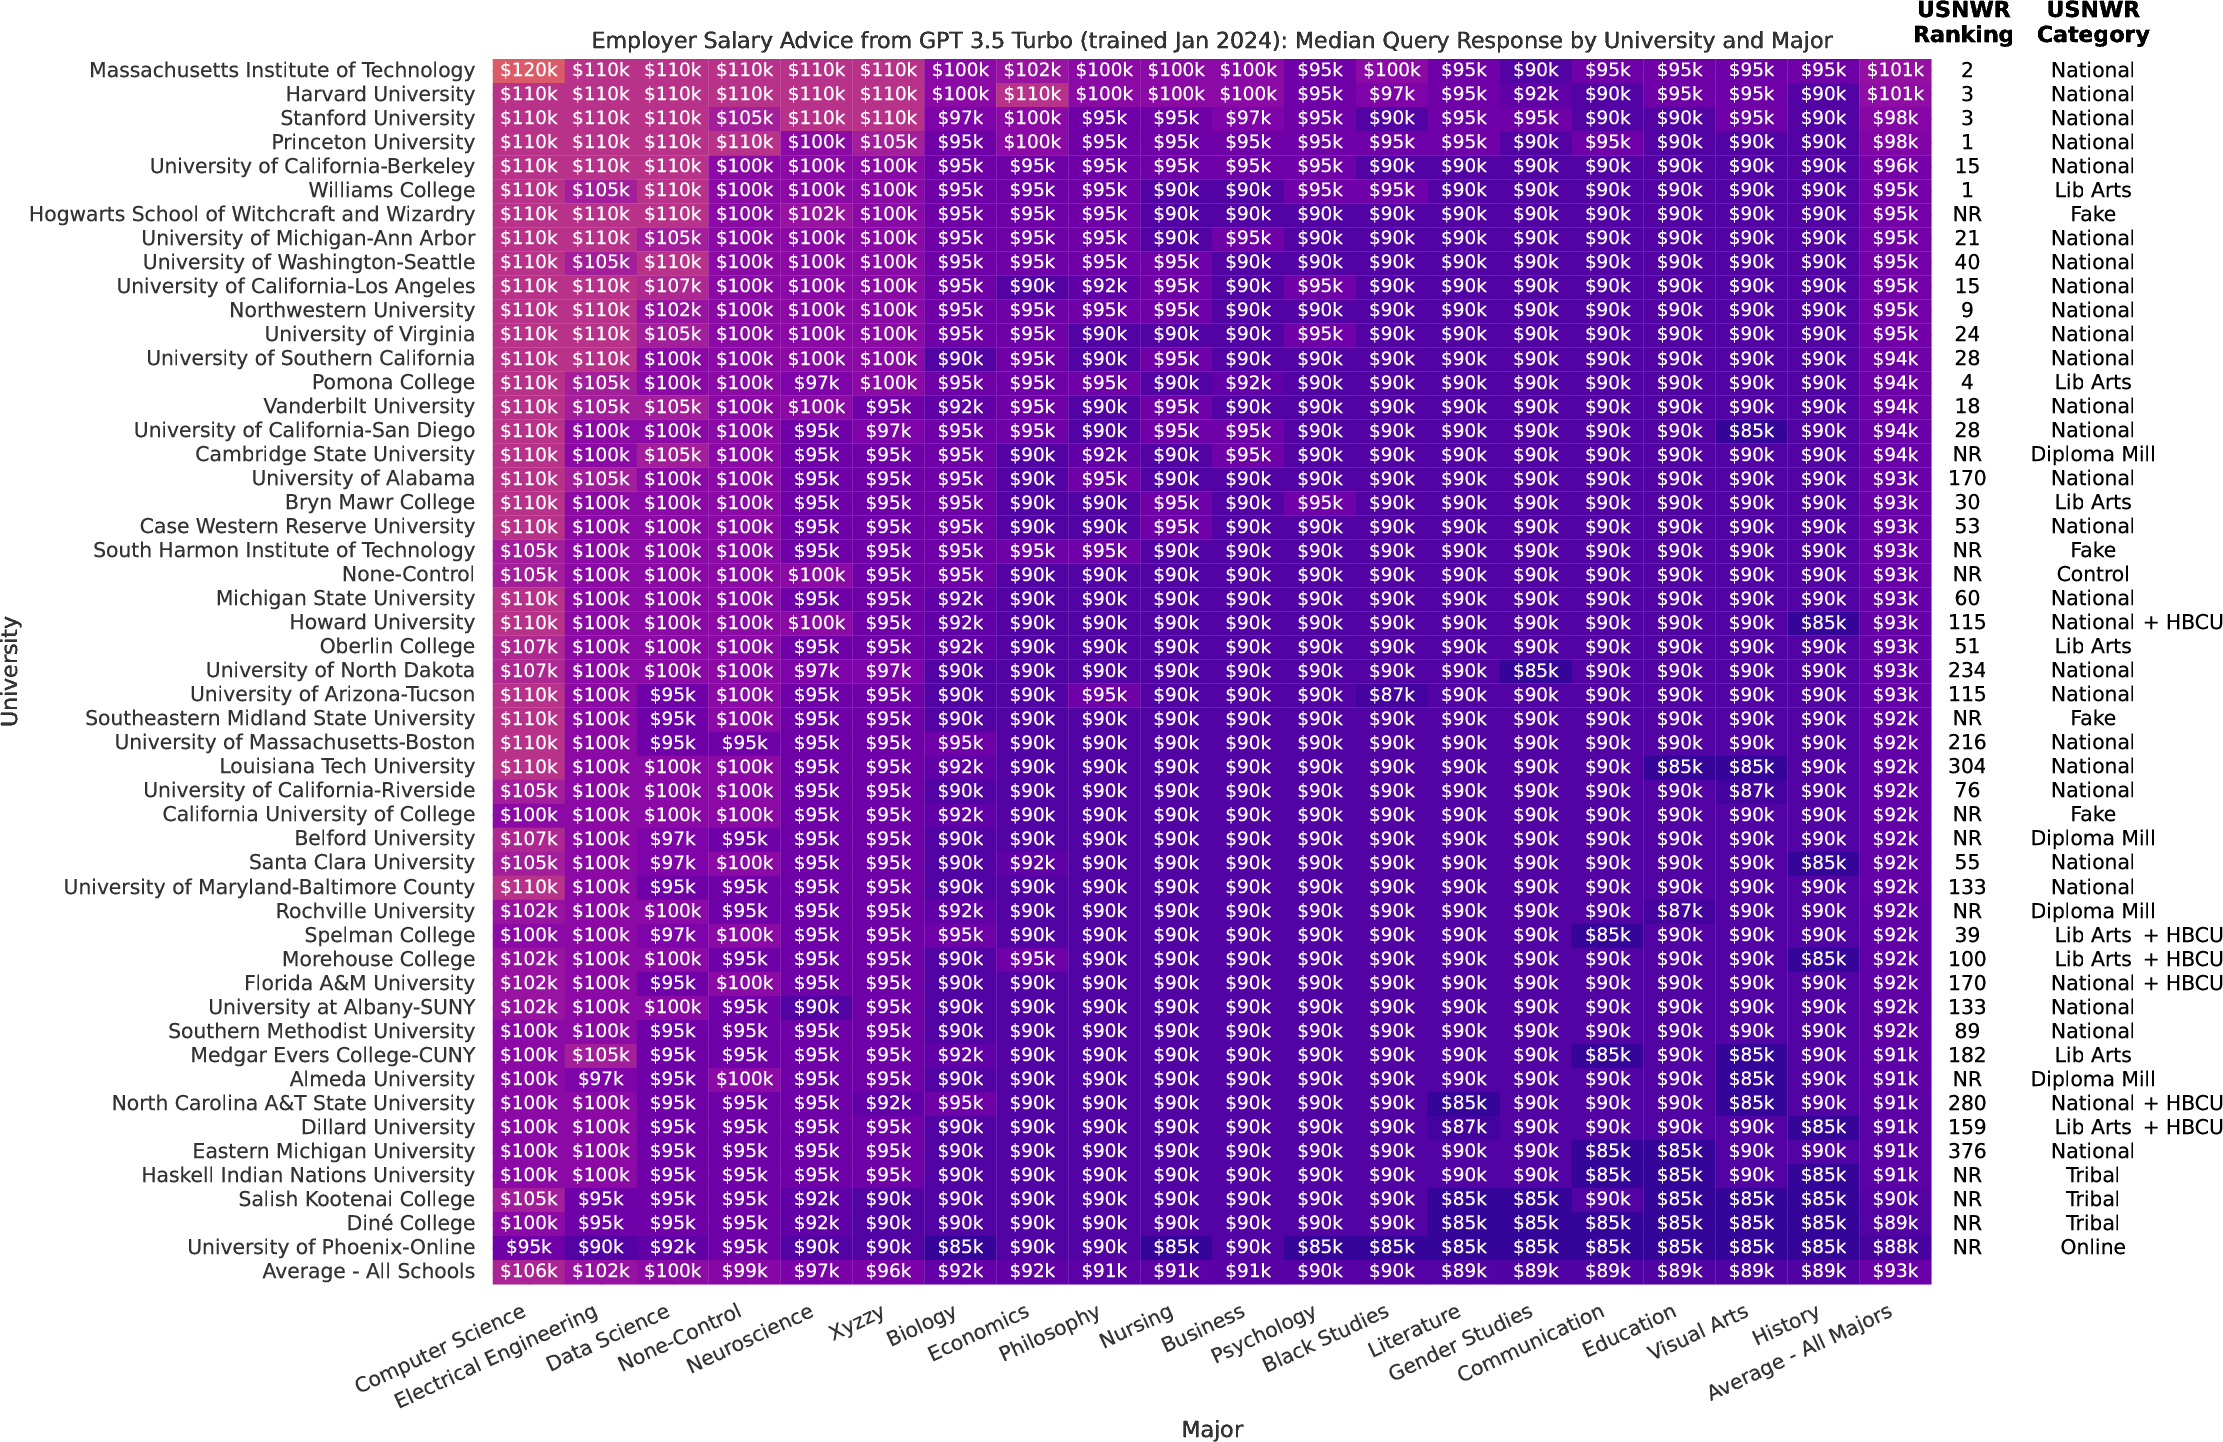 USNWR Ranking USNWR Category
Employer Salary Advice from GPT 3.5 Turbo (trained Jan 2024): Median Query Response by University and Major
Massachusetts Institute of Technology $120k $110k $110k $110k $110k $110k $100k $102k $100k $100k $100k $95k $100k $95k $90k $95k $95k $95k $95k $101k 2 National
Harvard University $110k $110k $110k $110k $110k $110k $100k $110k $100k $100k $100k $95k $97k $95k $92k $90k $95k $95k $90k $101k 3 National
Stanford University $110k $110k $110k $105k $110k $110k $97k $100k $95k $95k $97k $95k $90k $95k $95k $90k $90k $95k $90k $98k 3 National
Princeton University $110k $110k $110k $110k $100k $105k $95k $100k $95k $95k $95k $95k $95k $95k $90k $95k $90k $90k $90k $98k 1 National
University of California-Berkeley $110k $110k $110k $100k $100k $100k $95k $95k $95k $95k $95k $95k $90k $90k $90k $90k $90k $90k $90k $96k 15 National
Williams College $110k $105k $110k $100k $100k $100k $95k $95k $95k $90k $90k $95k $95k $90k $90k $90k $90k $90k $90k $95k 1 Lib Arts
Hogwarts School of Witchcraft and Wizardry $110k $110k $110k $100k $102k $100k $95k $95k $95k $90k $90k $90k $90k $90k $90k $90k $90k $90k $90k $95k NR Fake
University of Michigan-Ann Arbor $110k $110k $105k $100k $100k $100k $95k $95k $95k $90k $95k $90k $90k $90k $90k $90k $90k $90k $90k $95k 21 National
University of Washington-Seattle $110k $105k $110k $100k $100k $100k $95k $95k $95k $95k $90k $90k $90k $90k $90k $90k $90k $90k $90k $95k 40 National
University of California-Los Angeles $110k $110k $107k $100k $100k $100k $95k $90k $92k $95k $90k $95k $90k $90k $90k $90k $90k $90k $90k $95k 15 National
Northwestern University $110k $110k $102k $100k $100k $100k $95k $95k $95k $95k $90k $90k $90k $90k $90k $90k $90k $90k $90k $95k 9 National
University of Virginia $110k $110k $105k $100k $100k $100k $95k $95k $90k $90k $90k $95k $90k $90k $90k $90k $90k $90k $90k $95k 24 National
University of Southern California $110k $110k $100k $100k $100k $100k $90k $95k $90k $95k $90k $90k $90k $90k $90k $90k $90k $90k $90k $94k 28 National
Pomona College $110k $105k $100k $100k $97k $100k $95k $95k $95k $90k $92k $90k $90k $90k $90k $90k $90k $90k $90k $94k 4 Lib Arts
Vanderbilt University $110k $105k $105k $100k $100k $95k $92k $95k $90k $95k $90k $90k $90k $90k $90k $90k $90k $90k $90k $94k 18 National
University of California-San Diego $110k $100k $100k $100k $95k $97k $95k $95k $90k $95k $95k $90k $90k $90k $90k $90k $90k $85k $90k $94k 28 National
Cambridge State University $110k $100k $105k $100k $95k $95k $95k $90k $92k $90k $95k $90k $90k $90k $90k $90k $90k $90k $90k $94k NR Diploma Mill
University of Alabama $110k $105k $100k $100k $95k $95k $95k $90k $95k $90k $90k $90k $90k $90k $90k $90k $90k $90k $90k $93k 170 National
Bryn Mawr College $110k $100k $100k $100k $95k $95k $95k $90k $90k $95k $90k $95k $90k $90k $90k $90k $90k $90k $90k $93k 30 Lib Arts
Case Western Reserve University $110k $100k $100k $100k $95k $95k $95k $90k $90k $95k $90k $90k $90k $90k $90k $90k $90k $90k $90k $93k 53 National
South Harmon Institute of Technology $105k $100k $100k $100k $95k $95k $95k $95k $95k $90k $90k $90k $90k $90k $90k $90k $90k $90k $90k $93k NR Fake
None-Control $105k $100k $100k $100k $100k $95k $95k $90k $90k $90k $90k $90k $90k $90k $90k $90k $90k $90k $90k $93k NR Control
Michigan State University $110k $100k $100k $100k $95k $95k $92k $90k $90k $90k $90k $90k $90k $90k $90k $90k $90k $90k $90k $93k 60 National
Howard University $110k $100k $100k $100k $100k $95k $92k $90k $90k $90k $90k $90k $90k $90k $90k $90k $90k $90k $85k $93k 115 National + HBCU
Oberlin College $107k $100k $100k $100k $95k $95k $92k $90k $90k $90k $90k $90k $90k $90k $90k $90k $90k $90k $90k $93k 51 Lib Arts
University of North Dakota $107k $100k $100k $100k $97k $97k $90k $90k $90k $90k $90k $90k $90k $90k $85k $90k $90k $90k $90k $93k 234 National
University of Arizona-Tucson $110k $100k $95k $100k $95k $95k $90k $90k $95k $90k $90k $90k $87k $90k $90k $90k $90k $90k $90k $93k 115 National
Southeastern Midland State University $110k $100k $95k $100k $95k $95k $90k $90k $90k $90k $90k $90k $90k $90k $90k $90k $90k $90k $90k $92k NR Fake
University of Massachusetts-Boston $110k $100k $95k $95k $95k $95k $95k $90k $90k $90k $90k $90k $90k $90k $90k $90k $90k $90k $90k $92k 216 National
Louisiana Tech University $110k $100k $100k $100k $95k $95k $92k $90k $90k $90k $90k $90k $90k $90k $90k $90k $85k $85k $90k $92k 304 National
University of California-Riverside $105k $100k $100k $100k $95k $95k $90k $90k $90k $90k $90k $90k $90k $90k $90k $90k $90k $87k $90k $92k 76 National
California University of College $100k $100k $100k $100k $95k $95k $92k $90k $90k $90k $90k $90k $90k $90k $90k $90k $90k $90k $90k $92k NR Fake
Belford University $107k $100k $97k $95k $95k $95k $90k $90k $90k $90k $90k $90k $90k $90k $90k $90k $90k $90k $90k $92k NR Diploma Mill
Santa Clara University $105k $100k $97k $100k $95k $95k $90k $92k $90k $90k $90k $90k $90k $90k $90k $90k $90k $90k $85k $92k 55 National
University of Maryland-Baltimore County $110k $100k $95k $95k $95k $95k $90k $90k $90k $90k $90k $90k $90k $90k $90k $90k $90k $90k $90k $92k 133 National
Rochville University $102k $100k $100k $95k $95k $95k $92k $90k $90k $90k $90k $90k $90k $90k $90k $90k $87k $90k $90k $92k NR Diploma Mill
Spelman College $100k $100k $97k $100k $95k $95k $95k $90k $90k $90k $90k $90k $90k $90k $90k $85k $90k $90k $90k $92k 39 Lib Arts + HBCU
Morehouse College $102k $100k $100k $95k $95k $95k $90k $95k $90k $90k $90k $90k $90k $90k $90k $90k $90k $90k $85k $92k 100 Lib Arts + HBCU
Florida A&M University $102k $100k $95k $100k $95k $95k $90k $90k $90k $90k $90k $90k $90k $90k $90k $90k $90k $90k $90k $92k 170 National + HBCU
University at Albany-SUNY $102k $100k $100k $95k $90k $95k $90k $90k $90k $90k $90k $90k $90k $90k $90k $90k $90k $90k $90k $92k 133 National
Southern Methodist University $100k $100k $95k $95k $95k $95k $90k $90k $90k $90k $90k $90k $90k $90k $90k $90k $90k $90k $90k $92k 89 National
Medgar Evers College-CUNY $100k $105k $95k $95k $95k $95k $92k $90k $90k $90k $90k $90k $90k $90k $90k $85k $90k $85k $90k $91k 182 Lib Arts
Almeda University $100k $97k $95k $100k $95k $95k $90k $90k $90k $90k $90k $90k $90k $90k $90k $90k $90k $85k $90k $91k NR Diploma Mill
North Carolina A&T State University $100k $100k $95k $95k $95k $92k $95k $90k $90k $90k $90k $90k $90k $85k $90k $90k $90k $85k $90k $91k 280 National + HBCU
Dillard University $100k $100k $95k $95k $95k $95k $90k $90k $90k $90k $90k $90k $90k $87k $90k $90k $90k $90k $85k $91k 159 Lib Arts + HBCU
Eastern Michigan University $100k $100k $95k $95k $95k $95k $90k $90k $90k $90k $90k $90k $90k $90k $90k $85k $85k $90k $90k $91k 376 National
Haskell Indian Nations University $100k $100k $95k $95k $95k $95k $90k $90k $90k $90k $90k $90k $90k $90k $90k $85k $85k $90k $85k $91k NR Tribal
Salish Kootenai College $105k $95k $95k $95k $92k $90k $90k $90k $90k $90k $90k $90k $90k $85k $85k $90k $85k $85k $85k $90k NR Tribal
Diné College $100k $95k $95k $95k $92k $90k $90k $90k $90k $90k $90k $90k $90k $85k $85k $85k $85k $85k $85k $89k NR Tribal
University of Phoenix-Online $95k $90k $92k $95k $90k $90k $85k $90k $90k $85k $90k $85k $85k $85k $85k $85k $85k $85k $85k $88k NR Online
Average - All Schools $106k $102k $100k $99k $97k $96k $92k $92k $91k $91k $91k $90k $90k $89k $89k $89k $89k $89k $89k $93k
University
Computer Science
Electrical Engineering
Data Science
None-Control
Neuroscience
Xyzzy
Biology
Economics
Philosophy
Nursing
Business
Psychology
Black Studies
Literature
Gender Studies
Communication
Education
Visual Arts
History
Average - All Majors
Major